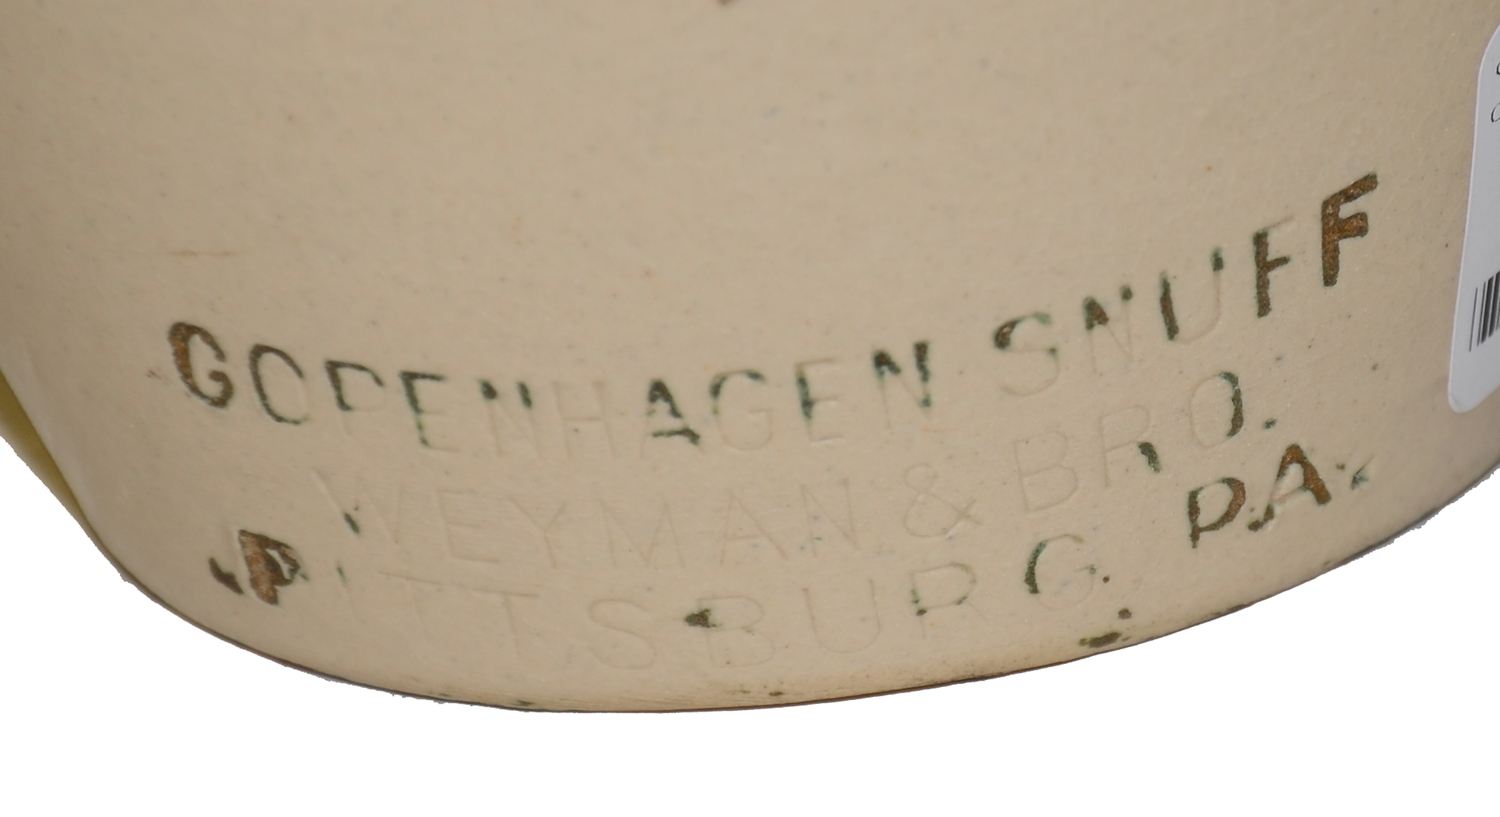 COPENHAGEN SNUFF
WEYMAN & BRO.
PITTSBURG PA.